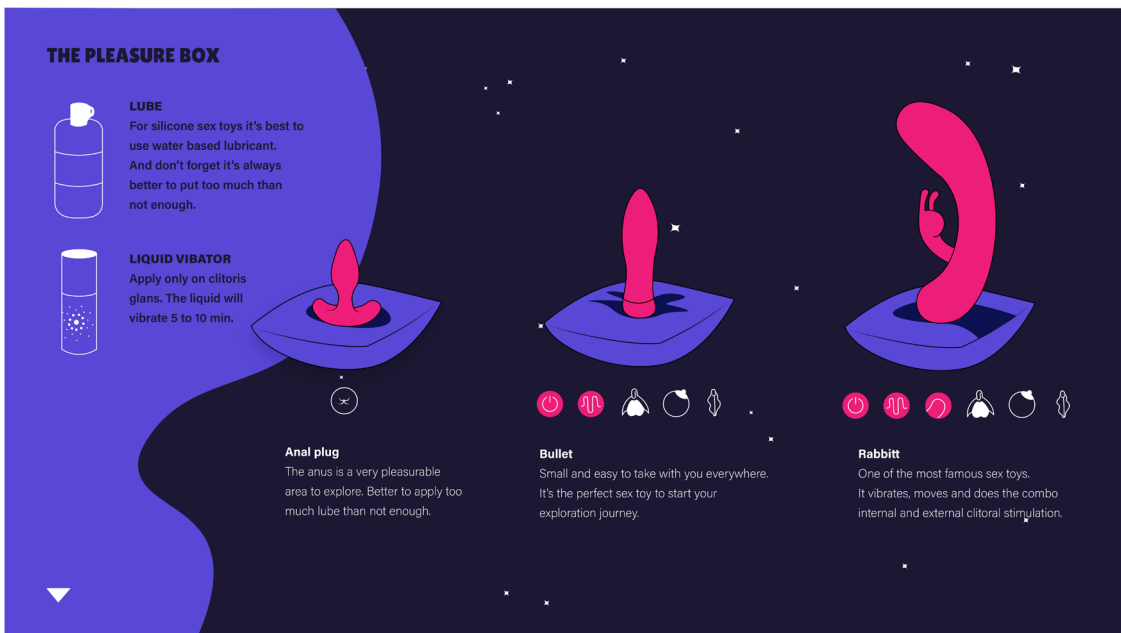 THE PLEASURE BOX
LUBE
For silicone sex toys it's best to
use water based lubricant.
And don't forget it's always
better to put too much than
not enough.
LIQUID VIBATOR
Apply only on clitoris
glans. The liquid will
vibrate 5 to 10 min.
Anal plug
The anus is a very pleasurable
area to explore. Better to apply too
much lube than not enough.
Bullet
Small and easy to take with you everywhere.
It's the perfect sex toy to start your
exploration journey.
Rabbitt
One of the most famous sex toys.
It vibrates, moves and does the combo
internal and external clitoral stimulation.